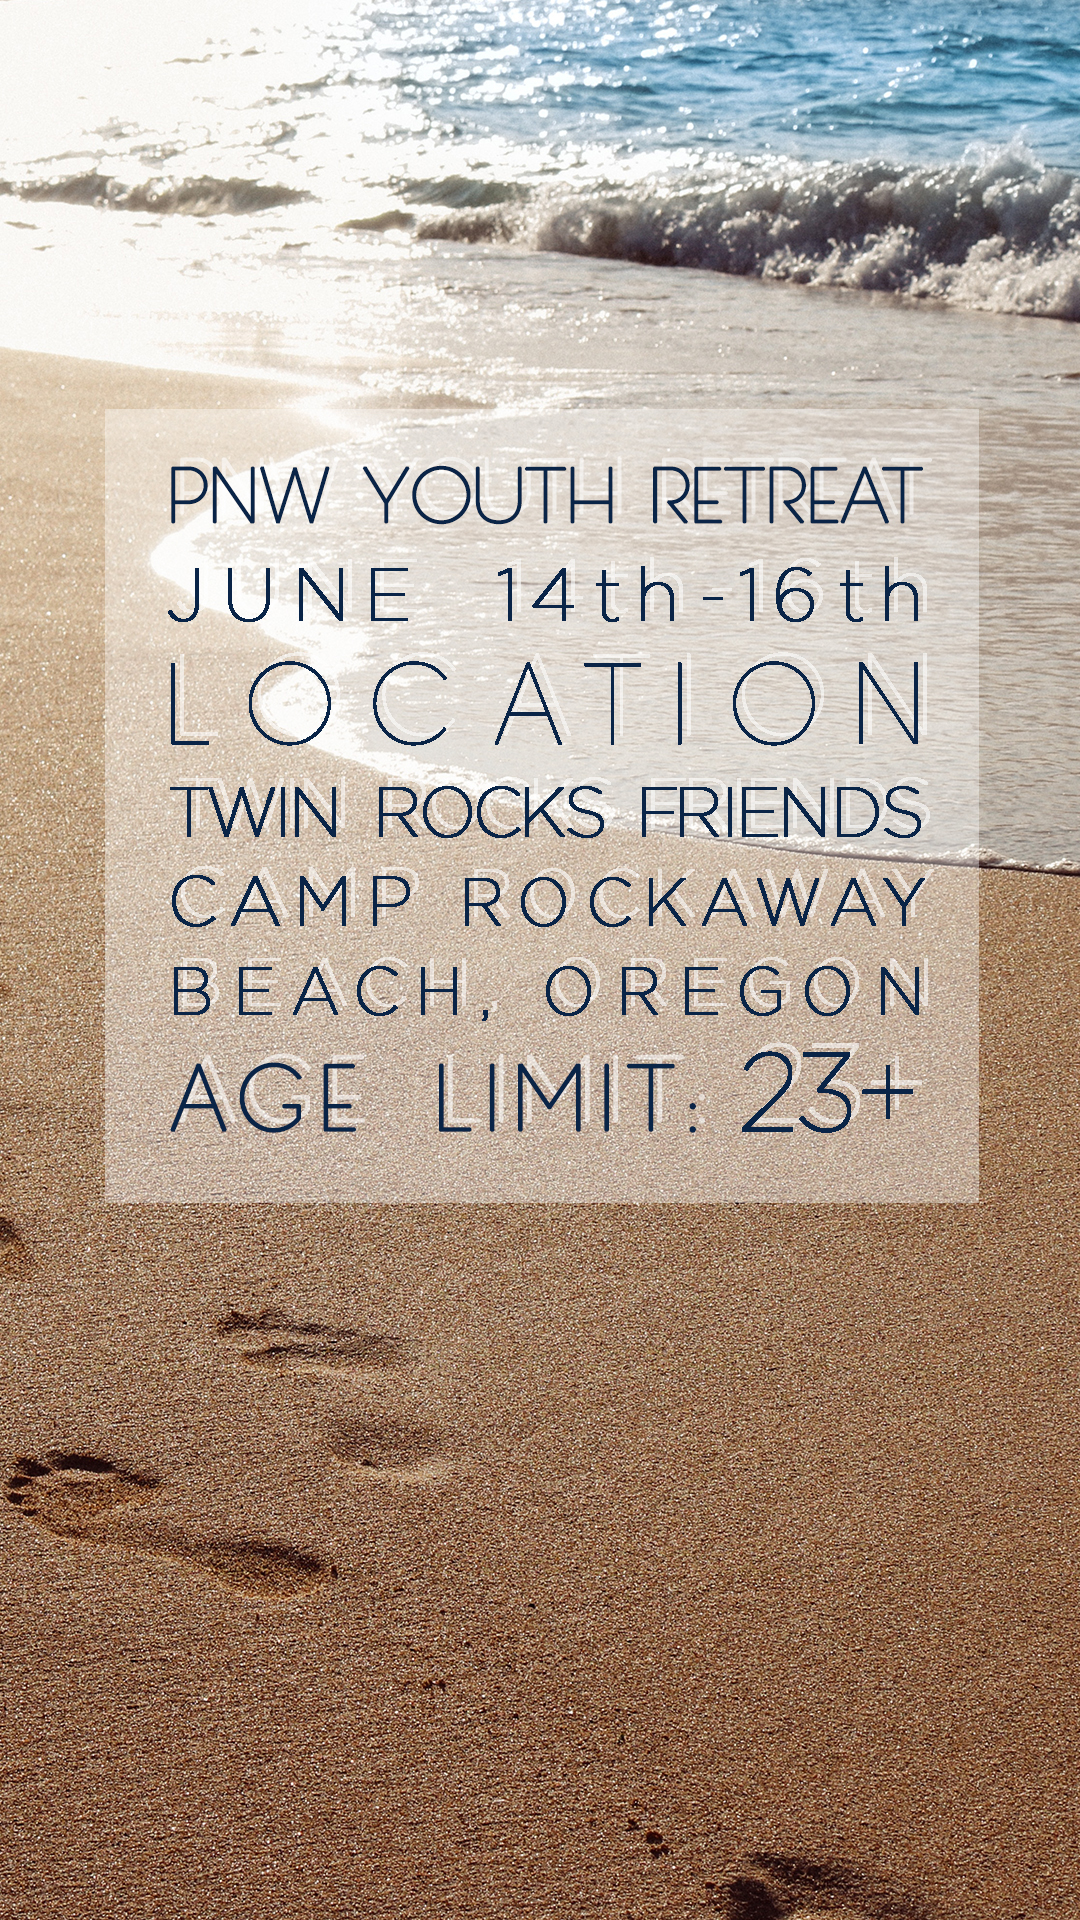 PNW YOUTH RETREAT
JUNE 14th-16th
LOCATION
TWIN ROCKS FRIENDS
CAMP ROCKAWAY
BEACH, OREGON
AGE LIMIT: 23+